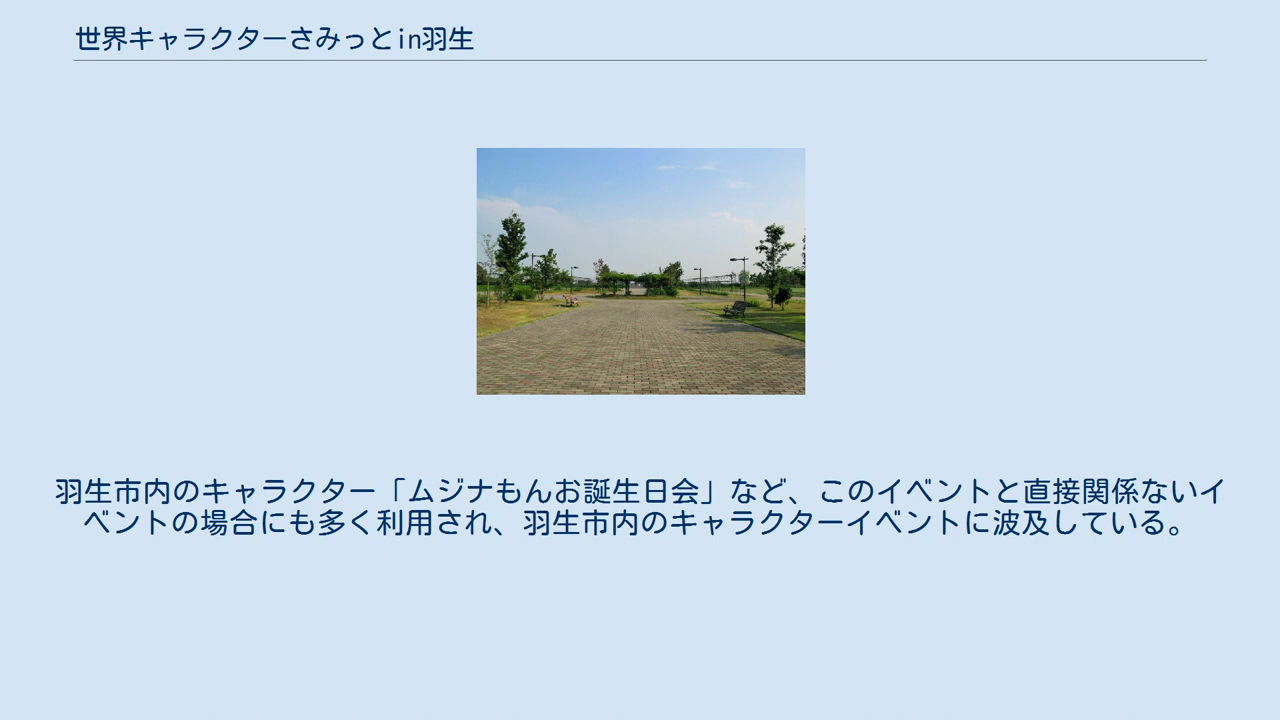 世界キャラクターさみっとin羽生
羽生市内のキャラクター「ムジナもんお誕生日会」など、このイベントと直接関係ないイ
ベントの場合にも多く利用され、羽生市内のキャラクターイベントに波及している。